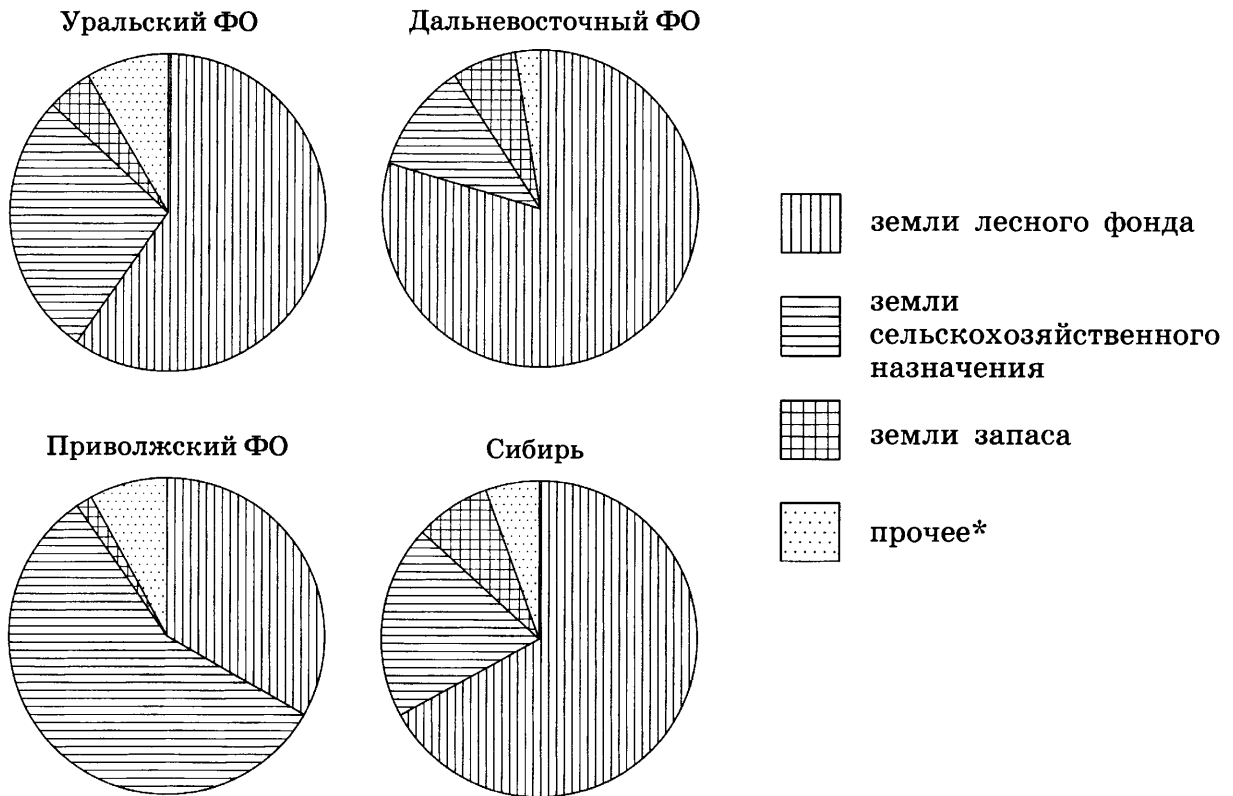 Уральский ФО
Дальневосточный ФО
земли лесного фонда
земли
сельскохозяйственного
назначения
земли запаса
прочее*
Приволжский ФО
Сибирь